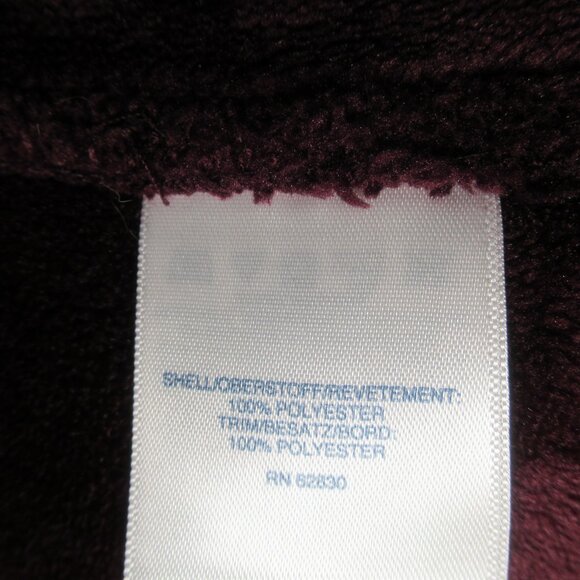 SHELL/OBERSTOFF/REVETEMENT:
100% POLYESTER
TRIM/BESATZ/BORD:
100% POLYESTER
RN 62830